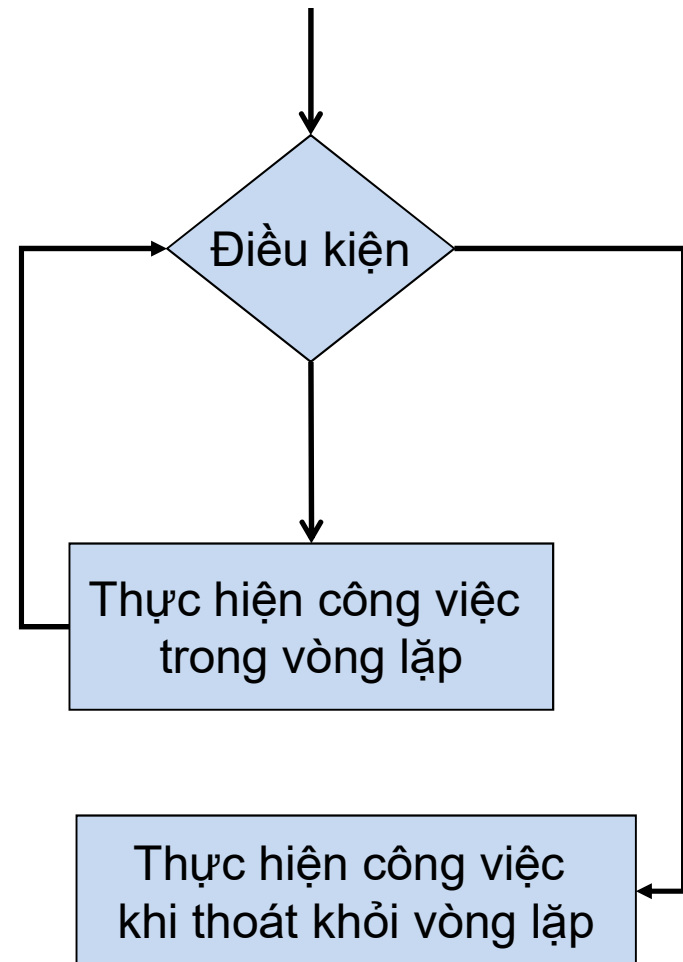 Điều kiện
Thực hiện công việc
trong vòng lặp
Thực hiện công việc
khi thoát khỏi vòng lặp